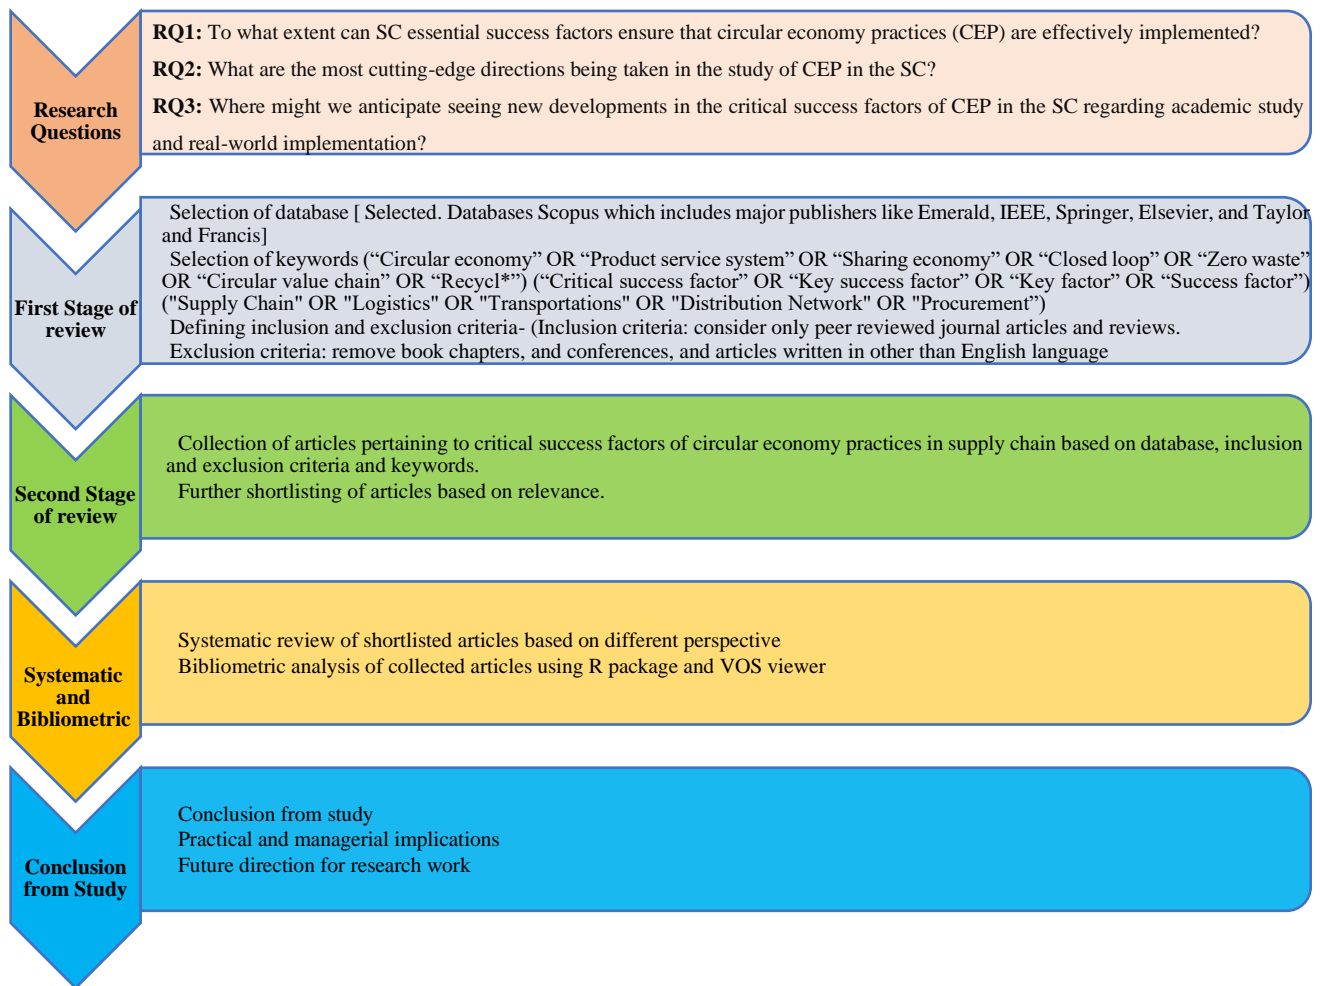 Research
Questions
RQ1: To what extent can SC essential success factors ensure that circular economy practices (CEP) are effectively implemented?
RQ2: What are the most cutting-edge directions being taken in the study of CEP in the SC?
RQ3: Where might we anticipate seeing new developments in the critical success factors of CEP in the SC regarding academic study
and real-world implementation?
First Stage of
review
Selection of database [ Selected. Databases Scopus which includes major publishers like Emerald, IEEE, Springer, Elsevier, and Taylor
and Francis]
Selection of keywords (“Circular economy” OR “Product service system” OR “Sharing economy” OR “Closed loop” OR “Zero waste”
OR “Circular value chain” OR “Recycl*”) (“Critical success factor” OR “Key success factor” OR “Key factor” OR “Success factor”)
("Supply Chain" OR "Logistics" OR "Transportations" OR "Distribution Network" OR "Procurement”)
Defining inclusion and exclusion criteria- (Inclusion criteria: consider only peer reviewed journal articles and reviews.
Exclusion criteria: remove book chapters, and conferences, and articles written in other than English language
Second Stage
of review
Collection of articles pertaining to critical success factors of circular economy practices in supply chain based on database, inclusion
and exclusion criteria and keywords.
Further shortlisting of articles based on relevance.
Systematic
and
Bibliometric
Systematic review of shortlisted articles based on different perspective
Bibliometric analysis of collected articles using R package and VOS viewer
Conclusion
from Study
Conclusion from study
Practical and managerial implications
Future direction for research work